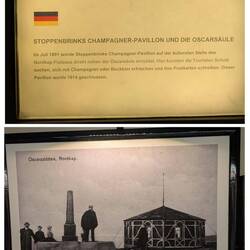 STOPPENBRINKS CHAMPAGNER-PAVILLON UND DIE OSCARSÄULE
Im Juli 1891 wurde Stoppenbrinks Champagner-Pavillon auf der äußersten Stelle des
Nordkap-Plateaus direkt neben der Oscarsäule errichtet. Hier konnten die Touristen Schutz
suchen, sich mit Champagner oder Bockbier erfrischen und ihre Postkarten schreiben. Dieser
Pavillon wurde 1914 geschlossen.
Oscarstötten, Nordkap.